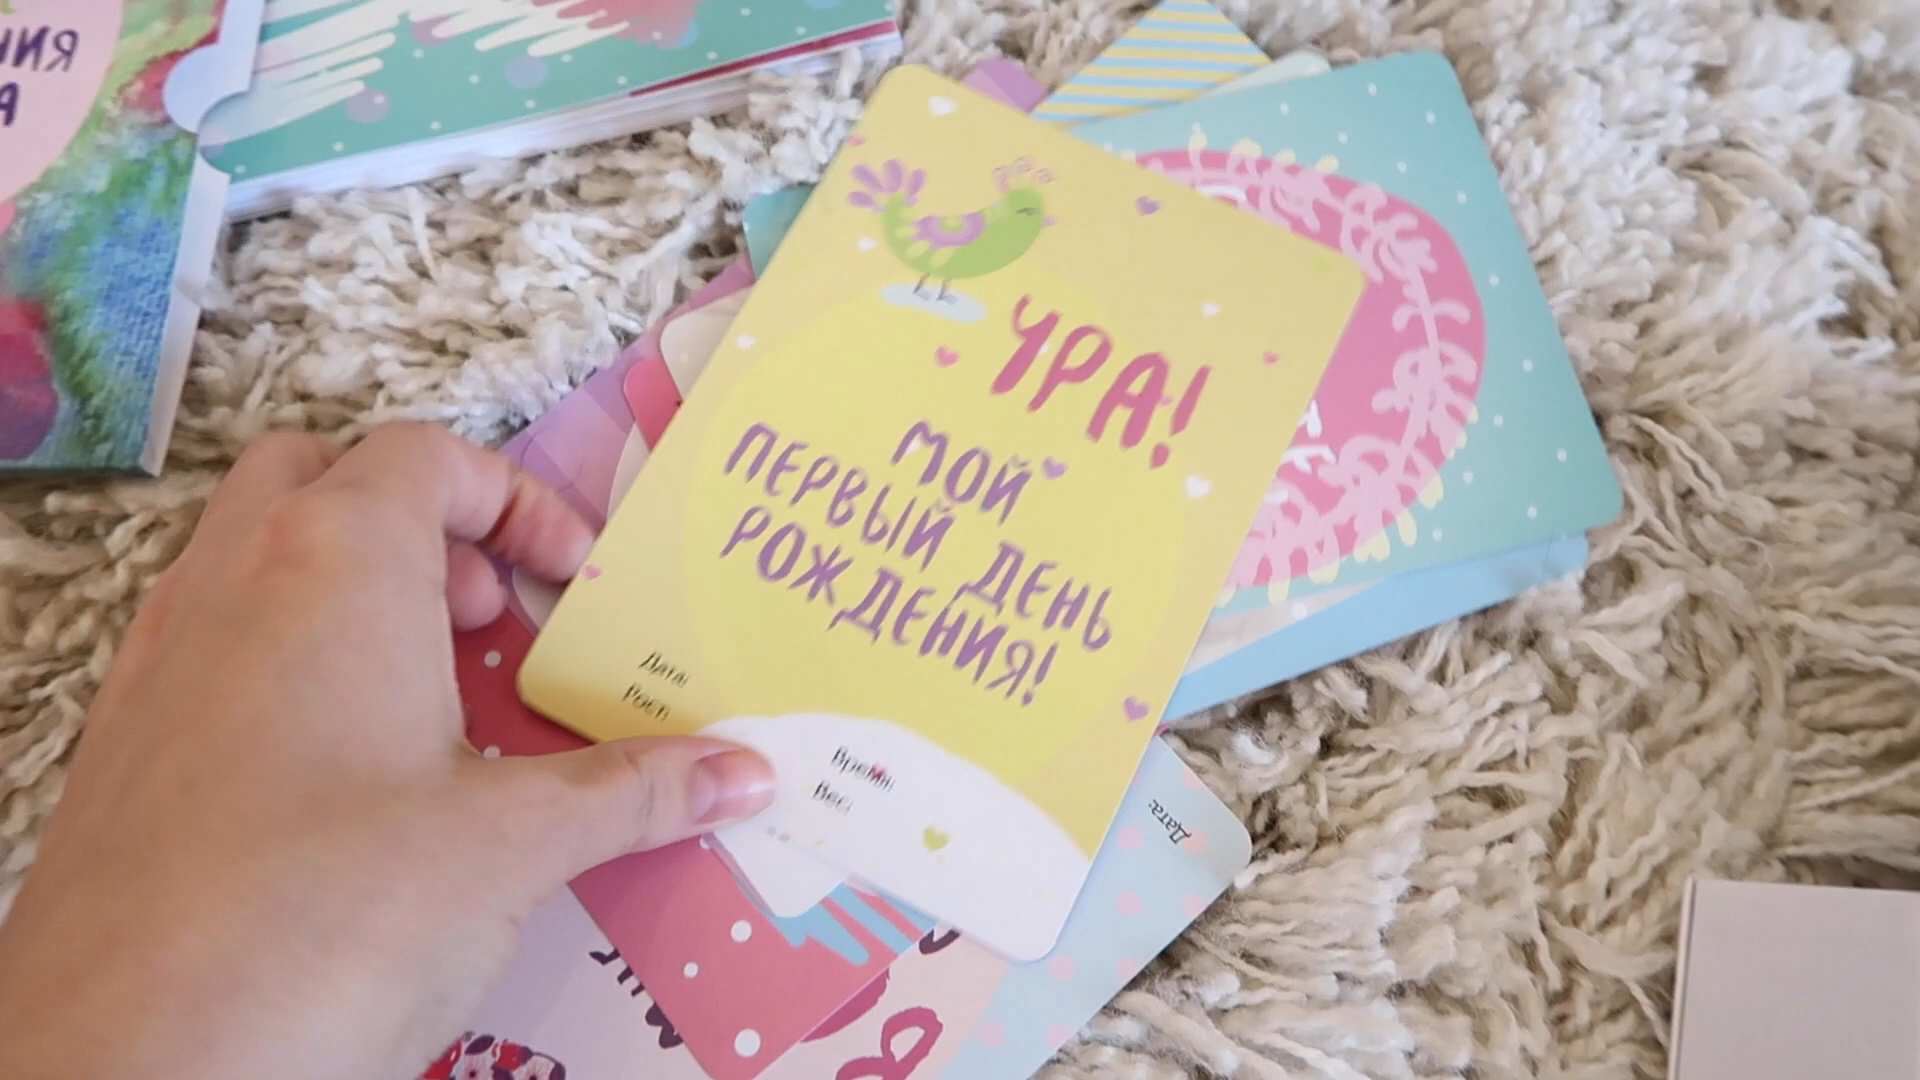 УРА!
МОЙ
ПЕРВЫЙ ДЕНЬ
РОЖДЕНИЯ!
Дата:
Рост:
Время:
Вес:
Дата: